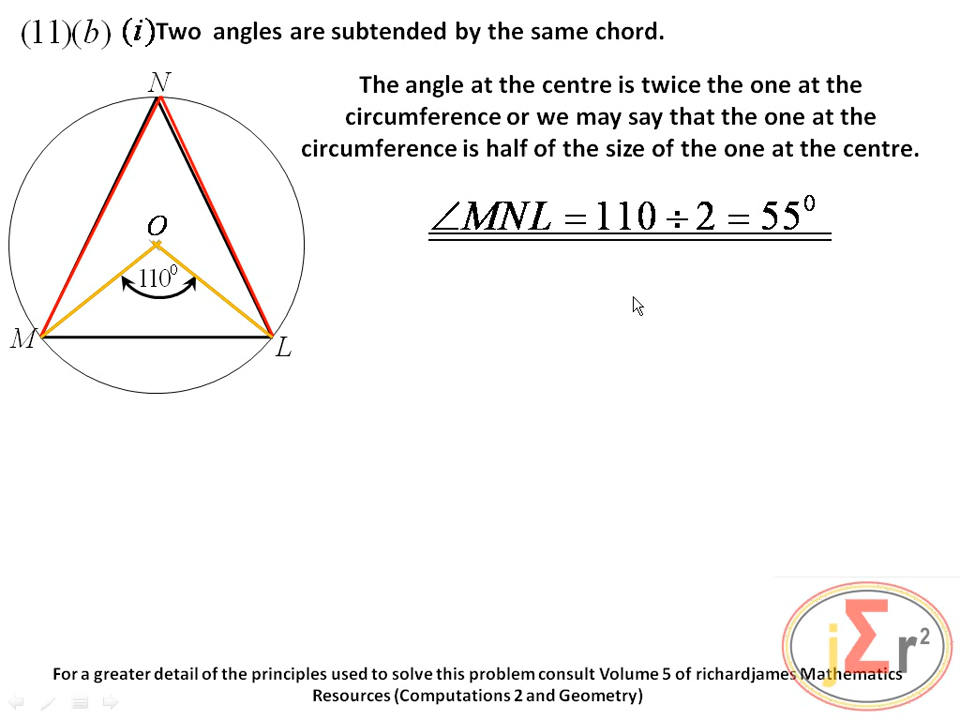 (11)(b) (i) Two angles are subtended by the same chord.
The angle at the centre is twice the one at the
circumference or we may say that the one at the
circumference is half of the size of the one at the centre.
∠MNL = 110 ÷ 2 = 55⁰
N
O
110⁰
M
L
jΣr²
For a greater detail of the principles used to solve this problem consult Volume 5 of richardjames Mathematics
Resources (Computations 2 and Geometry)